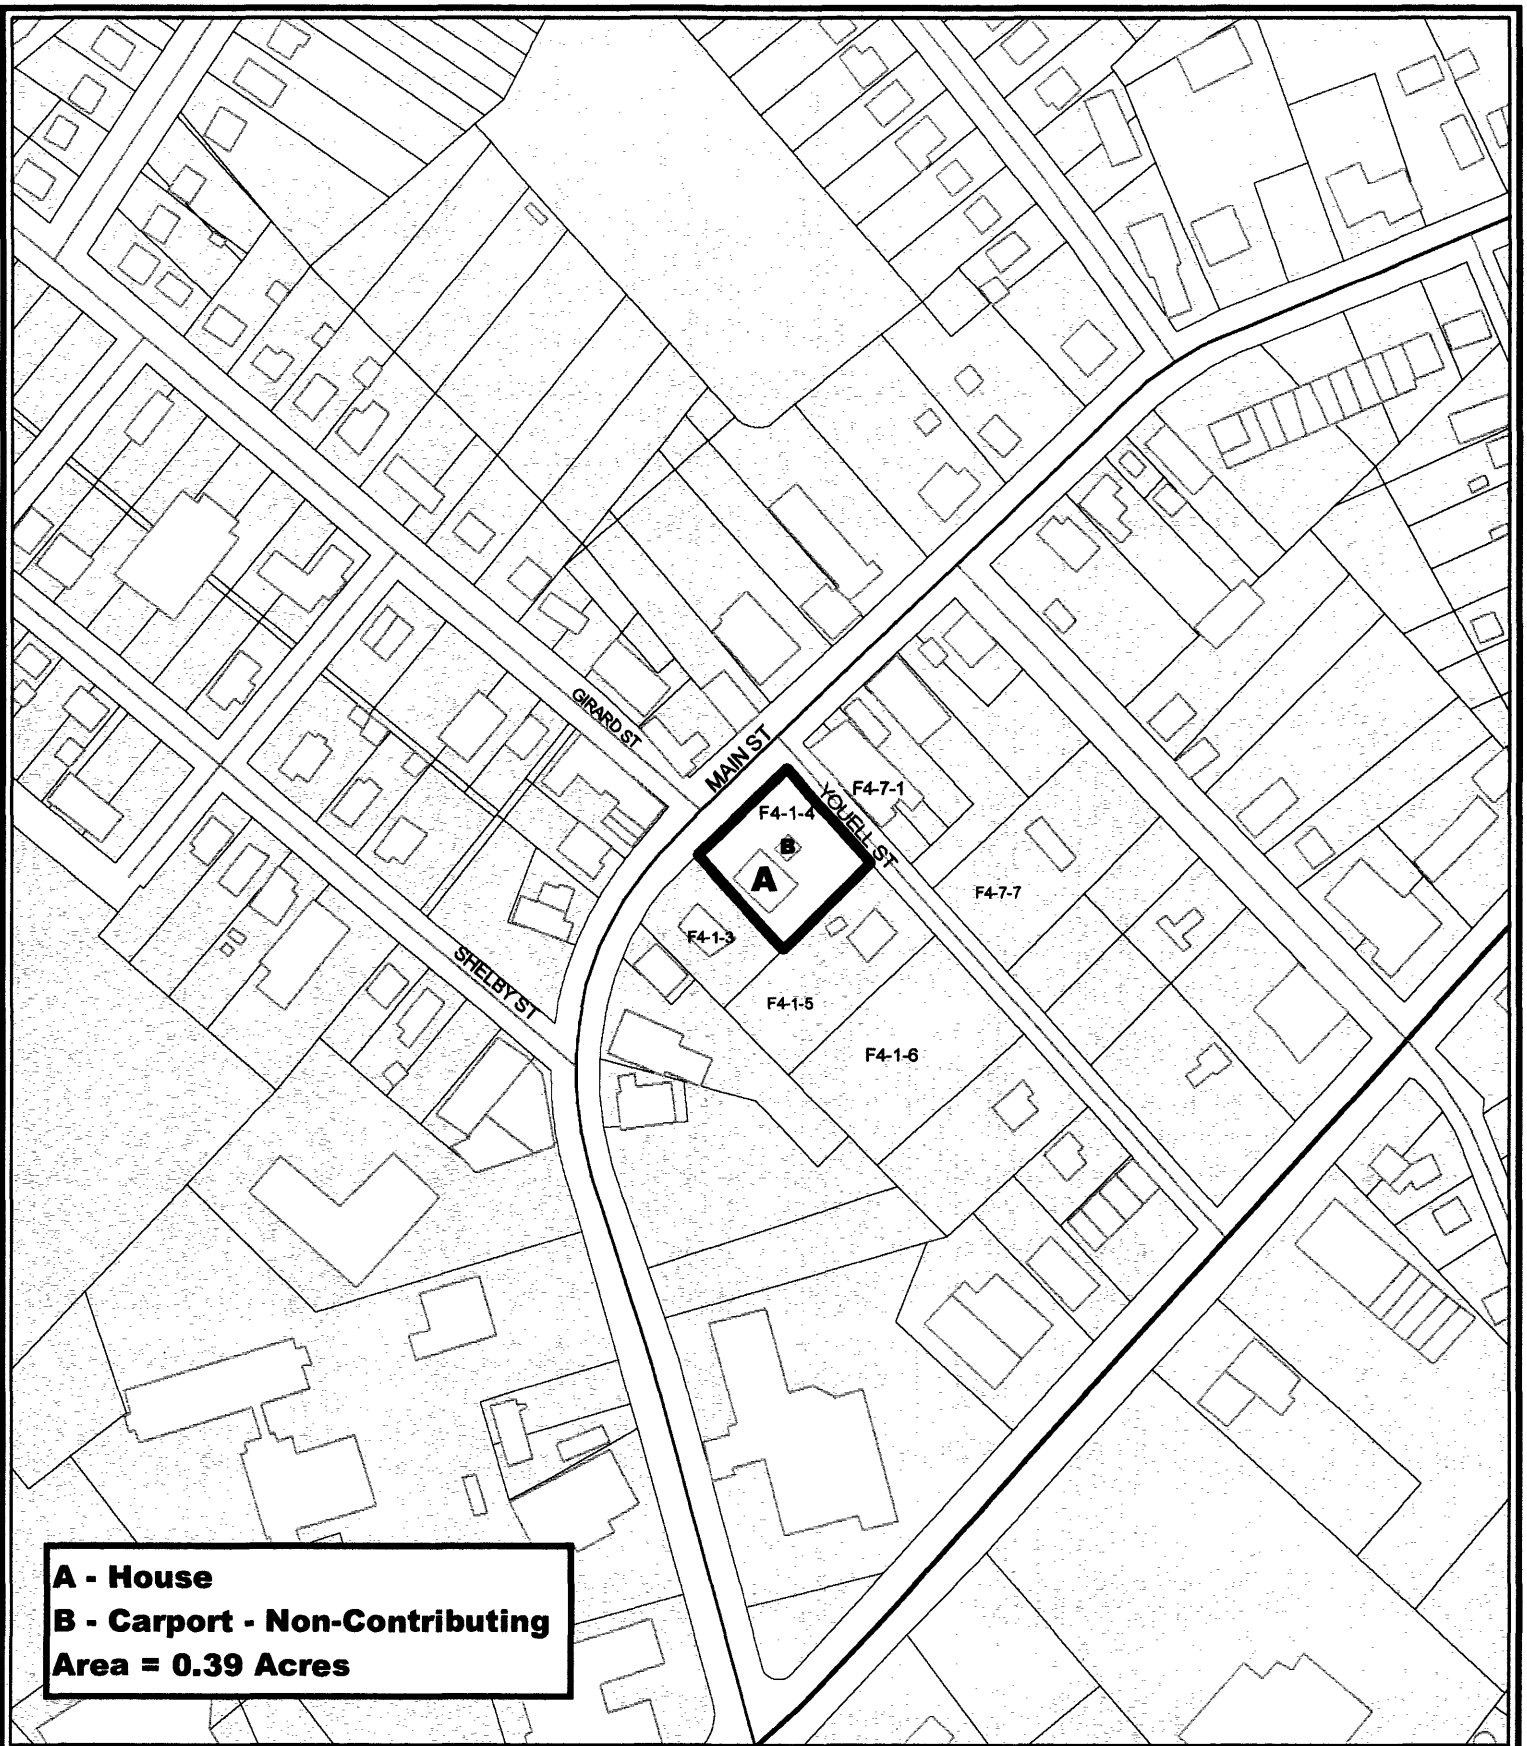 GIRARD ST
MAIN ST
F4-7-1
YOUELL ST
F4-1-4
B
A
F4-7-7
F4-1-3
SHELBY ST
F4-1-5
F4-1-6
A - House
B - Carport - Non-Contributing
Area = 0.39 Acres